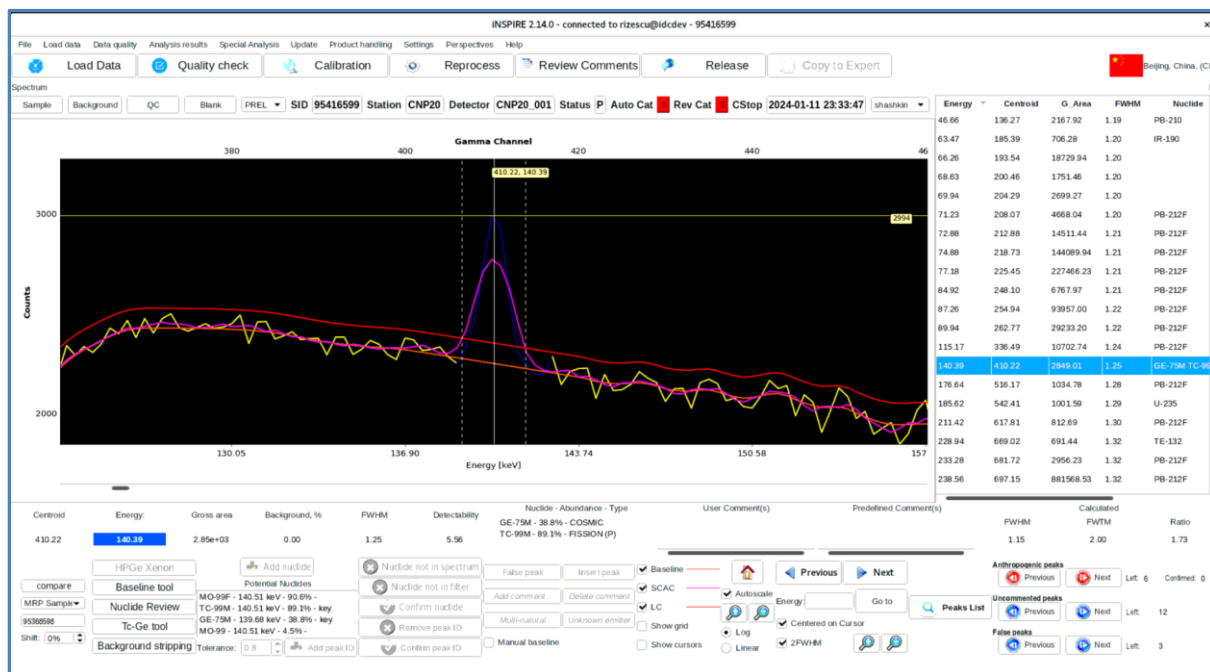 iNSPIRE 2.14.0 - connected to rizescu@idcdev - 95416599
File Load data Data quality Analysis results Special Analysis Update Product handling Settings Perspectives Help
Load Data Quality check Calibration Reprocess Review Comments Release Copy to Expert Beijing, China.
Spectrum
Sample Background QC Blank PREL SID 95416599 Station CNP20 Detector CNP20_001 Status P Auto Cat Rev Cat CStop 2024-01-11 23:33:47 shashkin
Energy Centroid G_Area FWHM Nuclide
46.66 136.27 2167.92 1.19 PB-210
63.47 185.39 706.28 1.20 IR-190
66.26 193.54 18729.94 1.20
68.63 200.46 1751.46 1.20
69.94 204.29 2699.27 1.20
71.23 208.07 4668.04 1.20 PB-212F
72.88 212.88 14511.44 1.21 PB-212F
74.88 218.73 144089.94 1.21 PB-212F
77.18 225.45 227466.23 1.21 PB-212F
84.92 248.10 6767.97 1.21 PB-212F
87.26 254.94 93957.00 1.22 PB-212F
89.94 262.77 29233.20 1.22 PB-212F
115.17 336.49 10702.74 1.24 PB-212F
140.39 410.22 2849.01 1.25 GE-75M TC-99
176.64 516.17 1034.78 1.28 PB-212F
185.62 542.41 1001.59 1.29 U-235
211.42 617.81 812.69 1.30 PB-212F
228.94 669.02 691.44 1.32 TE-132
233.28 681.72 2956.23 1.32 PB-212F
238.56 697.15 881568.53 1.32 PB-212F
Gamma Channel
380 400 420 440 46
410.22, 140.39
3000
2994
Counts
2000
130.05 136.90 143.74 150.58 157
Energy [keV]
Centroid Energy: Gross area Background, % FWHM Detectability
410.22 140.39 2.85e+03 0.00 1.25 5.56
Nuclide - Abundance - Type
GE-75M - 38.8% - COSMIC
TC-99M - 89.1% - FISSION (P)
User Comment(s)
Predefined Comment(s)
Calculated
FWHM FWTM Ratio
1.15 2.00 1.73
compare
MRP Sample
95368598
Shift: 0%
HPGe Xenon
Baseline tool
Nuclide Review
Tc-Ge tool
Background stripping
Add nuclide
Potential Nuclides
MO-99F - 140.51 keV - 90.6% -
TC-99M - 140.51 keV - 89.1% - key
GE-75M - 139.68 keV - 38.8% - key
MO-99 - 140.51 keV - 4.5% -
Tolerance: 0.8 Add peak ID
Nuclide not in spectrum
Nuclide not in filter
Confirm nuclide
Remove peak ID
Confirm peak ID
False peak Insert peak
Add comment... Delete comment
Multi-natural Unknown emitter
Manual baseline
Baseline
SCAC
LC
Show grid
Show cursors
Autoscale
Log
Linear
Previous Next
Energy: Go to
Centered on Cursor
2FWHM
Peaks List
Anthropogenic peaks
Previous Next Left: 6 Confirmed: 0
Uncommented peaks
Previous Next Left: 12
False peaks
Previous Next Left: 3